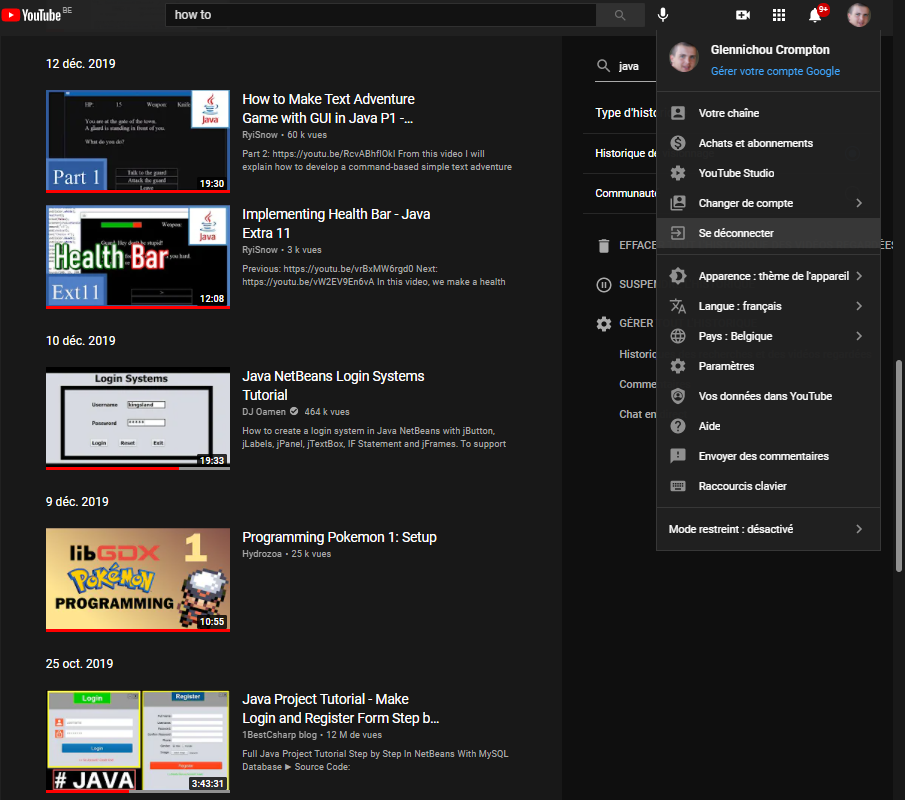 YouTube BE
how to
9+
12 déc. 2019
HP: 15 Weapon: Knife
You are at the gate of the town.
A guard is standing in front of you.
What do you do?
Talk to the guard
Attack the guard
Leave
Java
Part 1
19:30
How to Make Text Adventure
Game with GUI in Java P1 -...
RyiSnow • 60 k vues
Part 2: https://youtu.be/RcvABhflOkI From this video I will
explain how to develop a command-based simple text adventure
Weapon:
Guard: Hey don't be stupid!
Java
Health Bar
Ext11
12:08
Implementing Health Bar - Java
Extra 11
RyiSnow • 3 k vues
Previous: https://youtu.be/vrBxMW6rgd0 Next:
https://youtu.be/vW2EV9En6vA In this video, we make a health
10 déc. 2019
Login Systems
Username kingsland
Password *****
Login Reset Exit
19:33
Java NetBeans Login Systems
Tutorial
DJ Oamen 464 k vues
How to create a login system in Java NetBeans with jButton,
jLabels, jPanel, jTextBox, IF Statement and jFrames. To support
9 déc. 2019
libGDX 1
POKéMON
PROGRAMMING
10:55
Programming Pokemon 1: Setup
Hydrozoa • 25 k vues
25 oct. 2019
Login
Login
Register
Register
# JAVA
3:43:31
Java Project Tutorial - Make
Login and Register Form Step b...
1BestCsharp blog • 12 M de vues
Full Java Project Tutorial Step by Step In NetBeans With MySQL
Database ► Source Code:
java
Type d'histo
Historique de
Communauté
EFFACE
ÉES
SUSPEN
GÉRER
Historic
Comme
Chat en
Glennichou Crompton
Gérer votre compte Google
Votre chaîne
Achats et abonnements
YouTube Studio
Changer de compte
Se déconnecter
Apparence : thème de l'appareil
Langue : français
Pays : Belgique
Paramètres
Vos données dans YouTube
Aide
Envoyer des commentaires
Raccourcis clavier
Mode restreint : désactivé